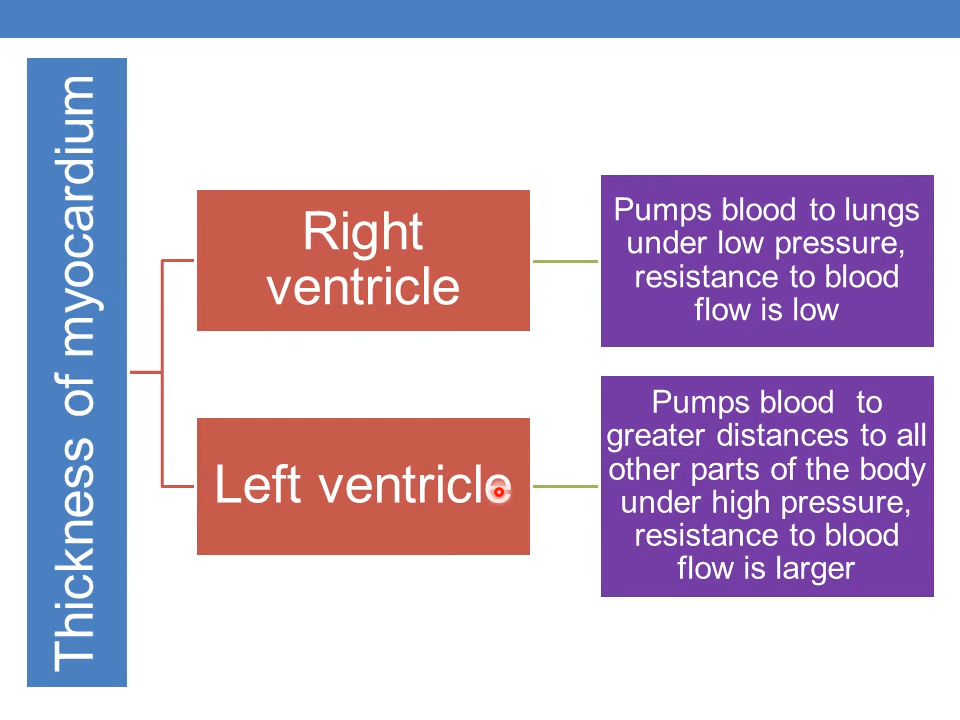 Thickness of myocardium
Right
ventricle
Pumps blood to lungs
under low pressure,
resistance to blood
flow is low
Left ventricle
Pumps blood  to
greater distances to all
other parts of the body
under high pressure,
resistance to blood
flow is larger